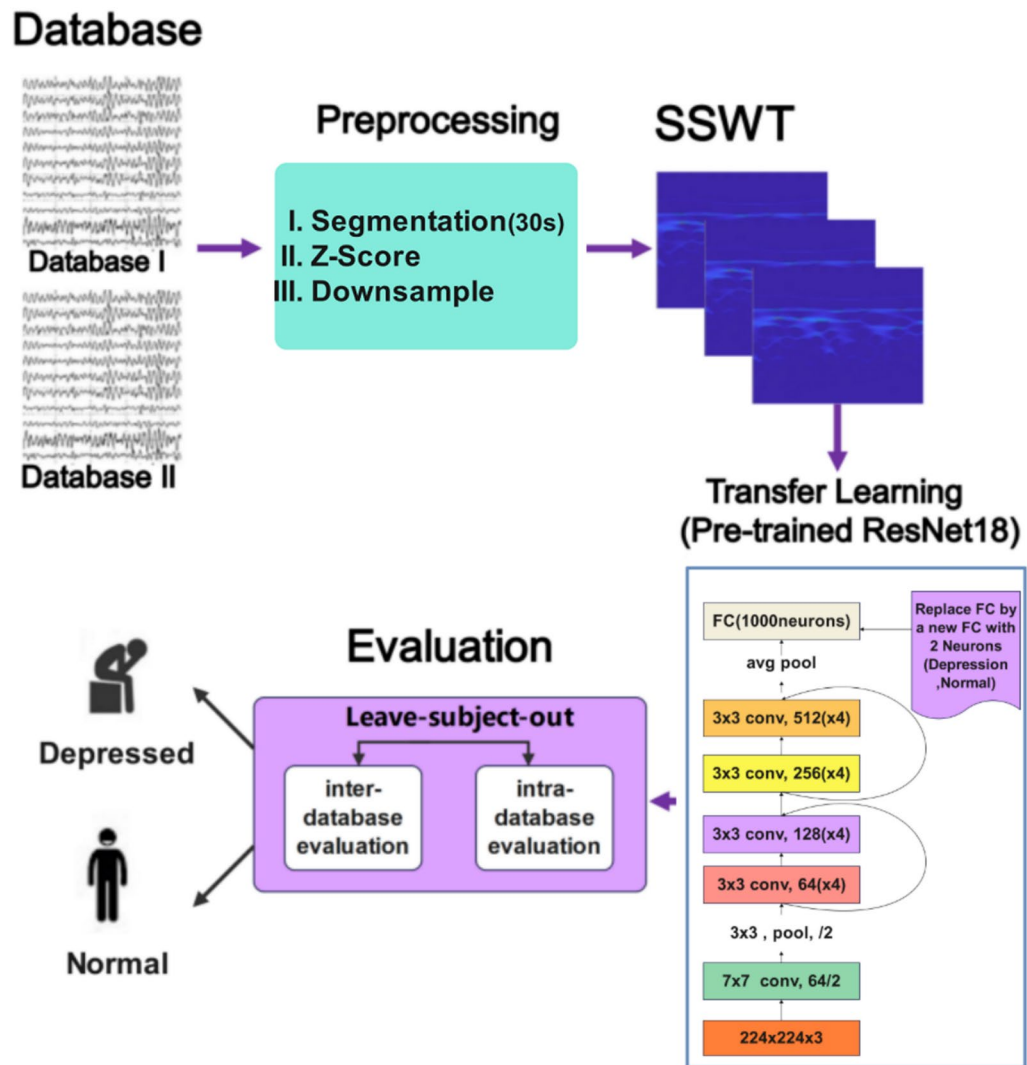 Database
Database I
Database II
Preprocessing
I. Segmentation(30s)
II. Z-Score
III. Downsample
SSWT
Transfer Learning
(Pre-trained ResNet18)
FC(1000neurons)
avg pool
3x3 conv, 512(x4)
3x3 conv, 256(x4)
3x3 conv, 128(x4)
3x3 conv, 64(x4)
3x3 , pool, /2
7x7 conv, 64/2
224x224x3
Replace FC by
a new FC with
2 Neurons
(Depression
,Normal)
Evaluation
Leave-subject-out
inter-
database
evaluation
intra-
database
evaluation
Depressed
Normal